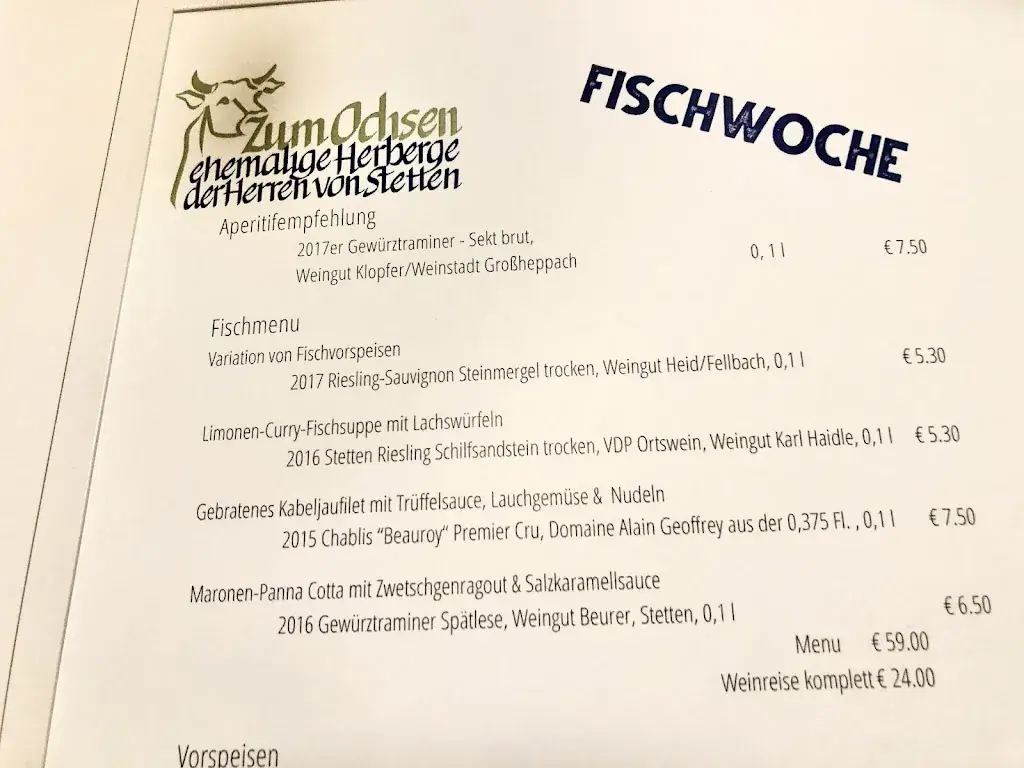 Zum Ochsen
ehemalige Herberge
der Herren von Stetten
FISCHWOCHE
Aperitifempfehlung
2017er Gewürztraminer - Sekt brut,
Weingut Klopfer/Weinstadt Großheppach 0,1 l € 7.50
Fischmenu
Variation von Fischvorspeisen
2017 Riesling-Sauvignon Steinmergel trocken, Weingut Heid/Fellbach, 0,1 l € 5.30
Limonen-Curry-Fischsuppe mit Lachswürfeln
2016 Stetten Riesling Schilfsandstein trocken, VDP Ortswein, Weingut Karl Haidle, 0,1 l € 5.30
Gebratenes Kabeljaufilet mit Trüffelsauce, Lauchgemüse & Nudeln
2015 Chablis “Beauroy“ Premier Cru, Domaine Alain Geoffrey aus der 0,375 Fl. , 0,1 l € 7.50
Maronen-Panna Cotta mit Zwetschgenragout & Salzkaramellsauce
2016 Gewürztraminer Spätlese, Weingut Beurer, Stetten, 0,1 l € 6.50
Menu € 59.00
Weinreise komplett € 24.00
Vorspeisen